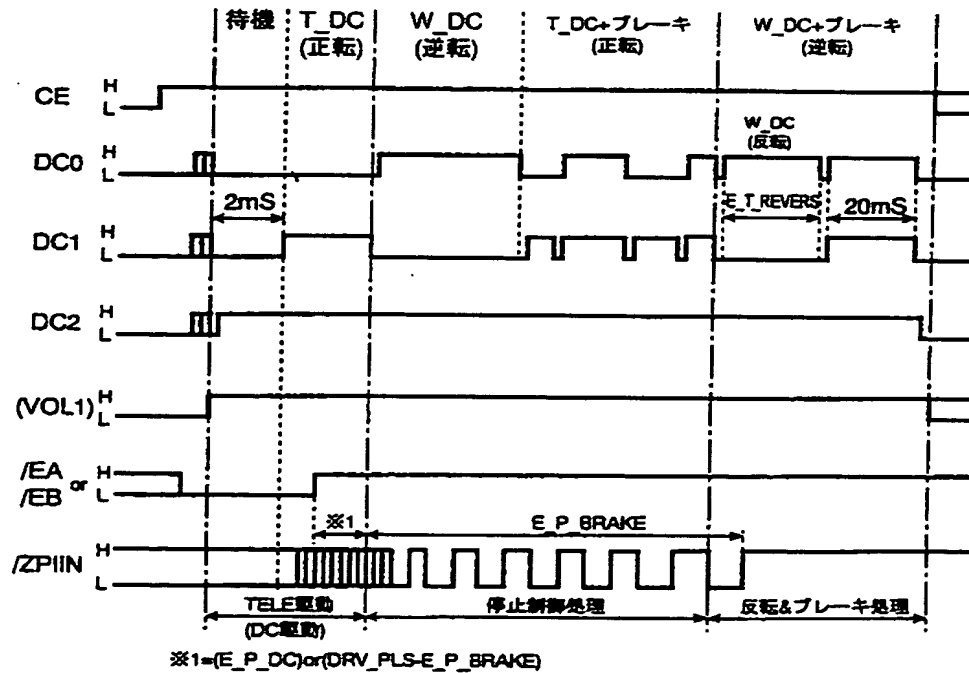 待機 T_DC (正転) W_DC (逆転) T_DC+ブレーキ (正転) W_DC+ブレーキ (逆転)
CE H L
W_DC (反転)
DC0 H L
2mS E_T_REVERS 20mS
DC1 H L
DC2 H L
(VOL1) H L
/EA or /EB H L
※1 E_P_BRAKE
/ZPIIN H L
TELE駆動 (DC駆動) 停止制御処理 反転&ブレーキ処理
※1=(E_P_DC)or(DRV_PLS-E_P_BRAKE)